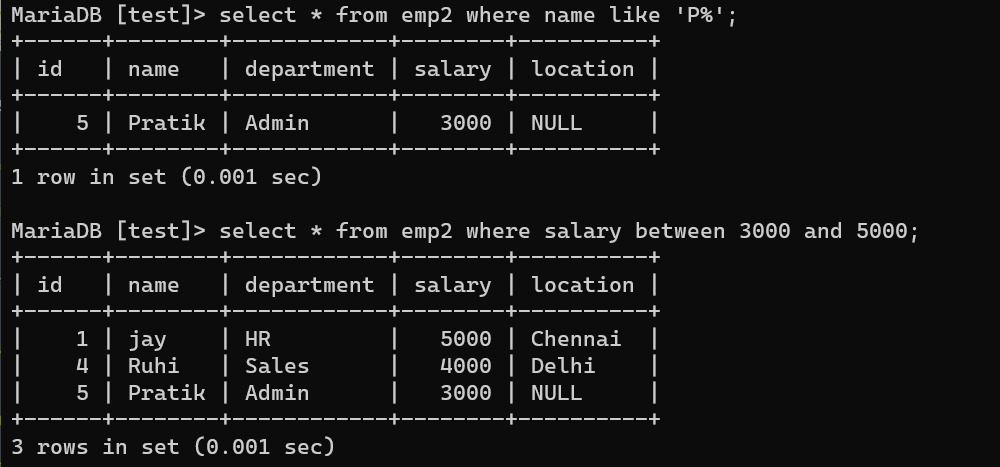 MariaDB [test]> select * from emp2 where name like 'P%';
+------+--------+------------+--------+----------+
| id   | name   | department | salary | location |
+------+--------+------------+--------+----------+
|    5 | Pratik | Admin      |   3000 | NULL     |
+------+--------+------------+--------+----------+
1 row in set (0.001 sec)

MariaDB [test]> select * from emp2 where salary between 3000 and 5000;
+------+--------+------------+--------+----------+
| id   | name   | department | salary | location |
+------+--------+------------+--------+----------+
|    1 | jay    | HR         |   5000 | Chennai  |
|    4 | Ruhi   | Sales      |   4000 | Delhi    |
|    5 | Pratik | Admin      |   3000 | NULL     |
+------+--------+------------+--------+----------+
3 rows in set (0.001 sec)